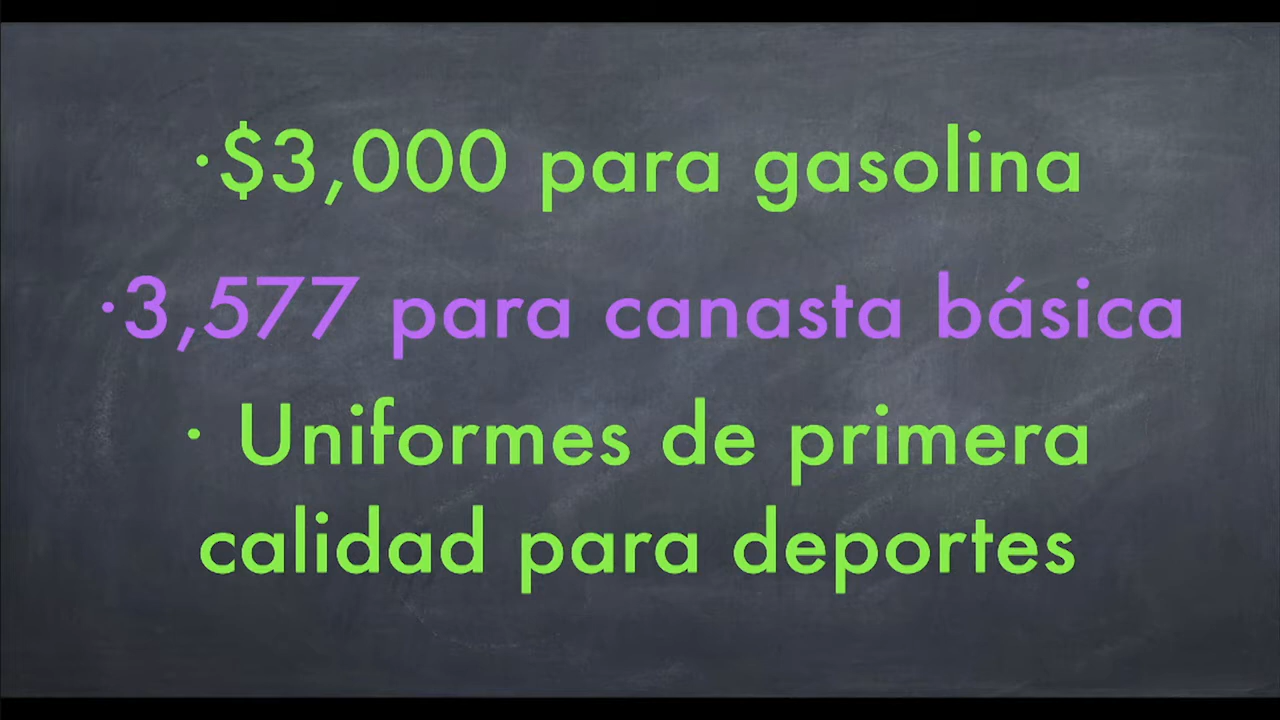 ·$3,000 para gasolina
·3,577 para canasta básica
· Uniformes de primera
calidad para deportes